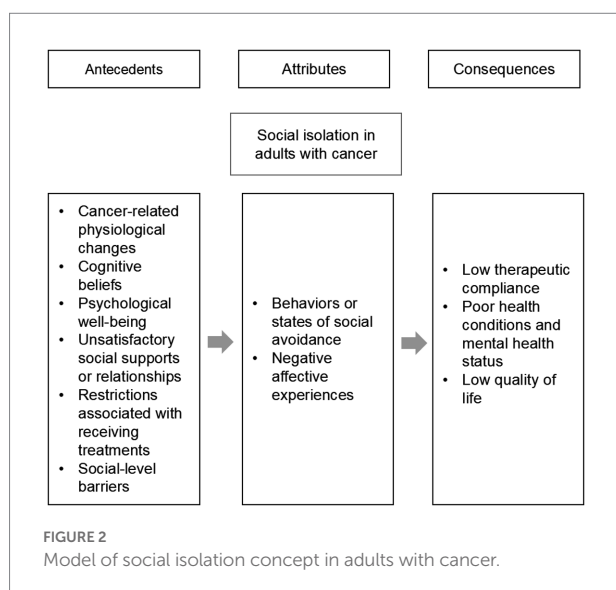 Antecedents
Attributes
Consequences
Social isolation in
adults with cancer
• Cancer-related
physiological
changes
• Cognitive
beliefs
• Psychological
well-being
• Unsatisfactory
social supports
or relationships
• Restrictions
associated with
receiving
treatments
• Social-level
barriers
• Behaviors or
states of social
avoidance
• Negative
affective
experiences
• Low therapeutic
compliance
• Poor health
conditions and
mental health
status
• Low quality of
life
FIGURE 2
Model of social isolation concept in adults with cancer.